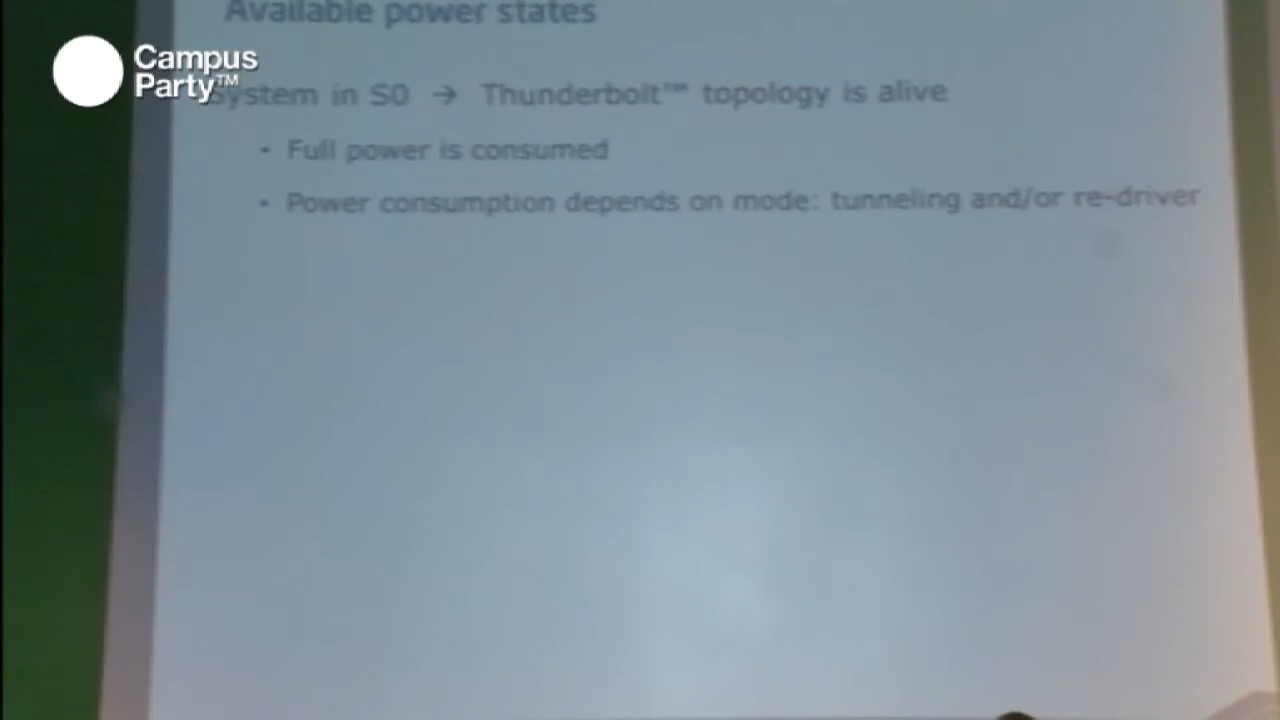 Available power states
Campus
Party™
System in S0 → Thunderbolt™ topology is alive
• Full power is consumed
• Power consumption depends on mode: tunneling and/or re-driver